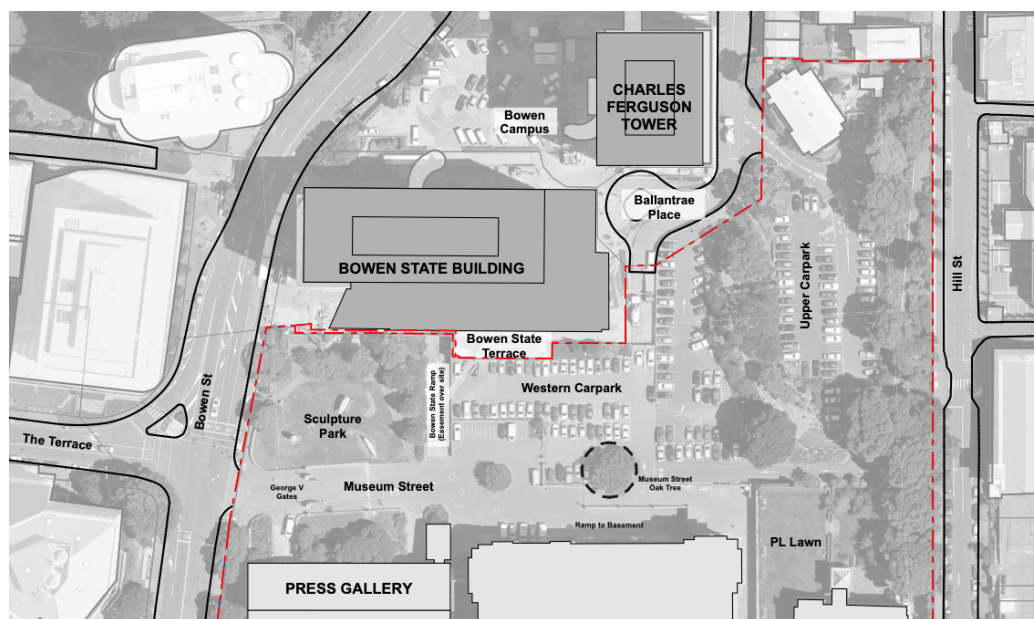 CHARLES
FERGUSON
TOWER
Bowen
Campus
Ballantrae
Place
BOWEN STATE BUILDING
Upper Carpark
Hill St
Bowen State
Terrace
Western Carpark
Bowen State Ramp
(Easement over site)
Bowen St
Sculpture
Park
The Terrace
George V
Gates
Museum Street
Museum Street
Oak Tree
Ramp to Basement
PL Lawn
PRESS GALLERY